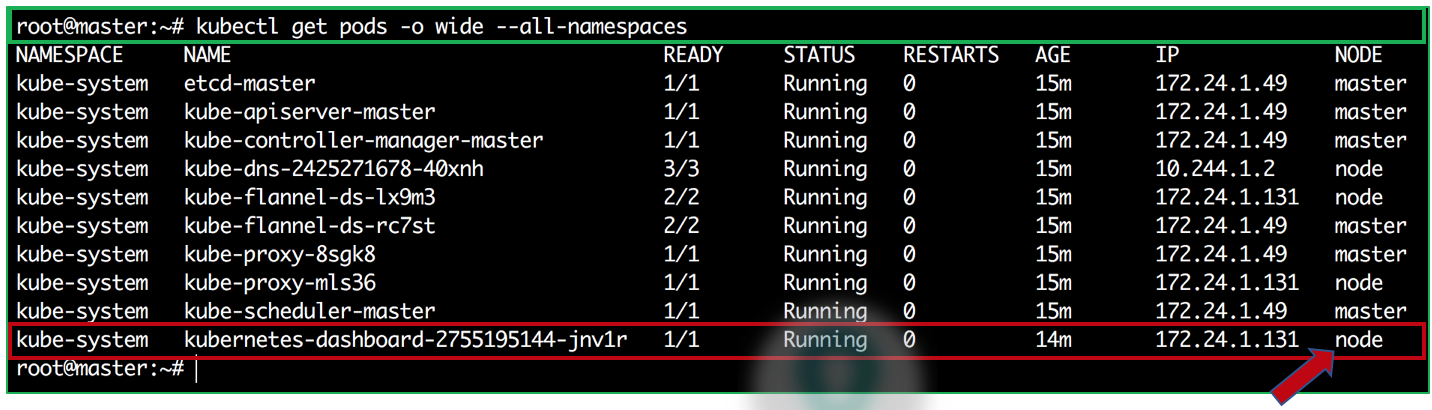 root@master:~# kubectl get pods -o wide --all-namespaces
NAMESPACE NAME READY STATUS RESTARTS AGE IP NODE
kube-system etcd-master 1/1 Running 0 15m 172.24.1.49 master
kube-system kube-apiserver-master 1/1 Running 0 15m 172.24.1.49 master
kube-system kube-controller-manager-master 1/1 Running 0 15m 172.24.1.49 master
kube-system kube-dns-2425271678-40xnh 3/3 Running 0 15m 10.244.1.2 node
kube-system kube-flannel-ds-lx9m3 2/2 Running 0 15m 172.24.1.131 node
kube-system kube-flannel-ds-rc7st 2/2 Running 0 15m 172.24.1.49 master
kube-system kube-proxy-8sgk8 1/1 Running 0 15m 172.24.1.49 master
kube-system kube-proxy-mls36 1/1 Running 0 15m 172.24.1.131 node
kube-system kube-scheduler-master 1/1 Running 0 15m 172.24.1.49 master
kube-system kubernetes-dashboard-2755195144-jnv1r 1/1 Running 0 14m 172.24.1.131 node
root@master:~#